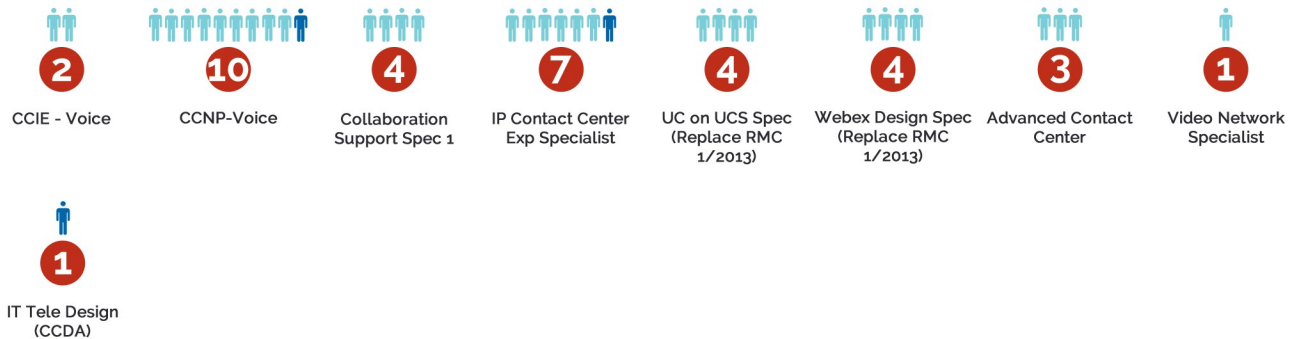 2
CCIE - Voice
10
CCNP-Voice
4
Collaboration
Support Spec 1
7
IP Contact Center
Exp Specialist
4
UC on UCS Spec
(Replace RMC
1/2013)
4
Webex Design Spec
(Replace RMC
1/2013)
3
Advanced Contact
Center
1
Video Network
Specialist
1
IT Tele Design
(CCDA)